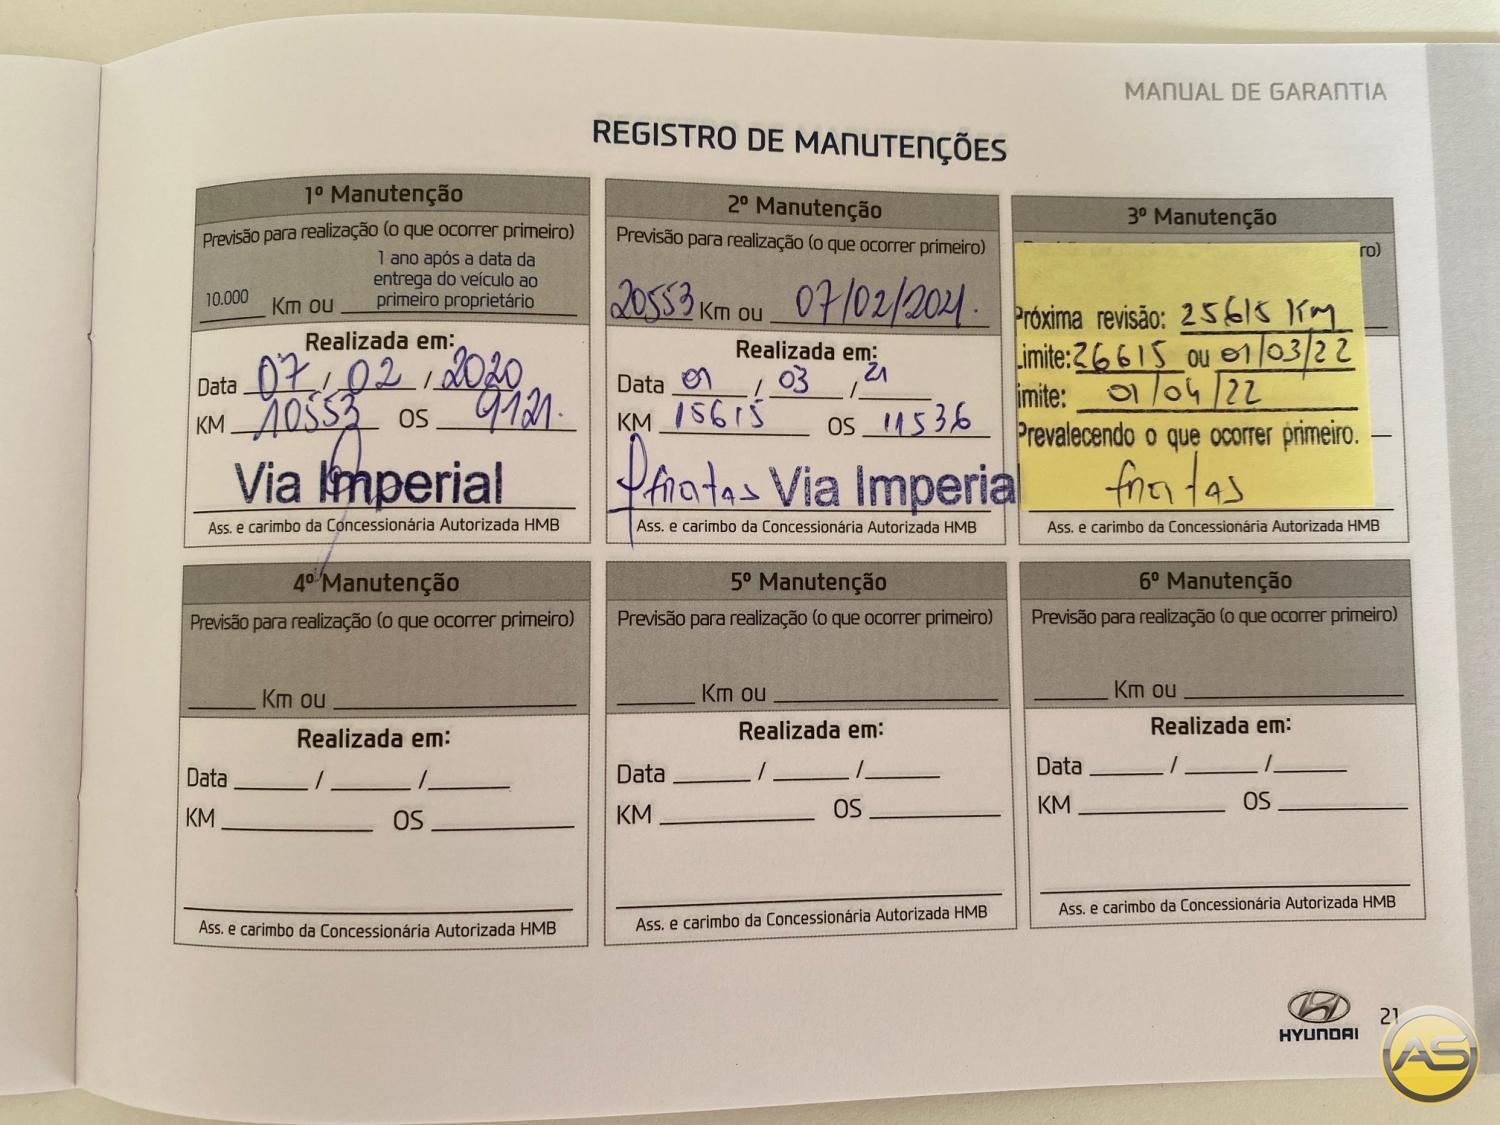 MANUAL DE GARANTIA
REGISTRO DE MANUTENÇÕES
1º Manutenção
Previsão para realização (o que ocorrer primeiro)
1 ano após a data da
entrega do veículo ao
10.000 Km ou primeiro proprietário
Realizada em:
Data 07 / 02 / 2020
KM 10553 OS 9121.
Via Imperial
Ass. e carimbo da Concessionária Autorizada HMB
2º Manutenção
Previsão para realização (o que ocorrer primeiro)
20553 Km ou 07/02/2021.
Realizada em:
Data 01 / 03 / 21
KM 15615 OS 11536
Freitas Via Imperia
Ass. e carimbo da Concessionária Autorizada HMB
3º Manutenção
ro)
Próxima revisão: 25615 Km
Limite: 26615 ou 01/03/22
imite: 01/04/22
Prevalecendo o que ocorrer primeiro.
Freitas
Ass. e carimbo da Concessionária Autorizada HMB
4º Manutenção
Previsão para realização (o que ocorrer primeiro)
Km ou
Realizada em:
Data / /
KM OS
Ass. e carimbo da Concessionária Autorizada HMB
5º Manutenção
Previsão para realização (o que ocorrer primeiro)
Km ou
Realizada em:
Data / /
KM OS
Ass. e carimbo da Concessionária Autorizada HMB
6º Manutenção
Previsão para realização (o que ocorrer primeiro)
Km ou
Realizada em:
Data / /
KM OS
Ass. e carimbo da Concessionária Autorizada HMB
HYUNDAI
21
AS